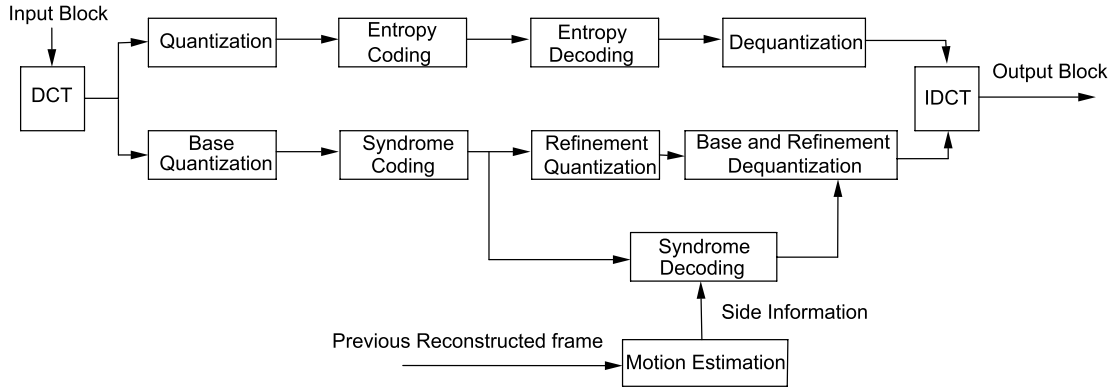 Input Block
DCT
Quantization
Entropy
Coding
Entropy
Decoding
Dequantization
IDCT
Output Block
Base
Quantization
Syndrome
Coding
Refinement
Quantization
Base and Refinement
Dequantization
Syndrome
Decoding
Side Information
Previous Reconstructed frame
Motion Estimation